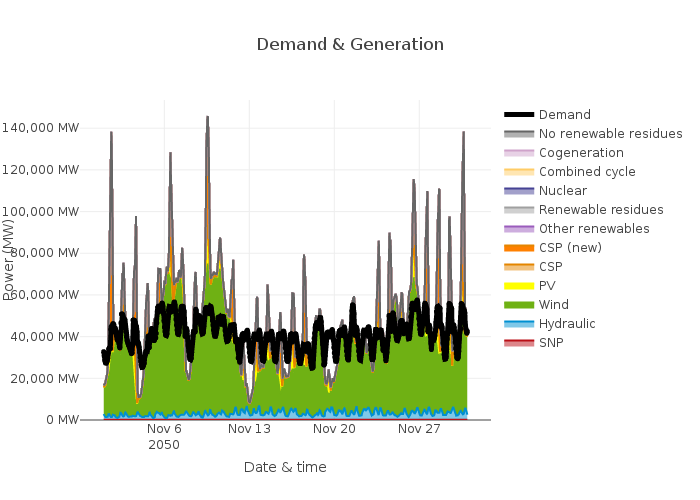 Demand & Generation
Power (MW)
140,000 MW
120,000 MW
100,000 MW
80,000 MW
60,000 MW
40,000 MW
20,000 MW
0 MW
Nov 6
2050
Nov 13
Nov 20
Nov 27
Date & time
Demand
No renewable residues
Cogeneration
Combined cycle
Nuclear
Renewable residues
Other renewables
CSP (new)
CSP
PV
Wind
Hydraulic
SNP